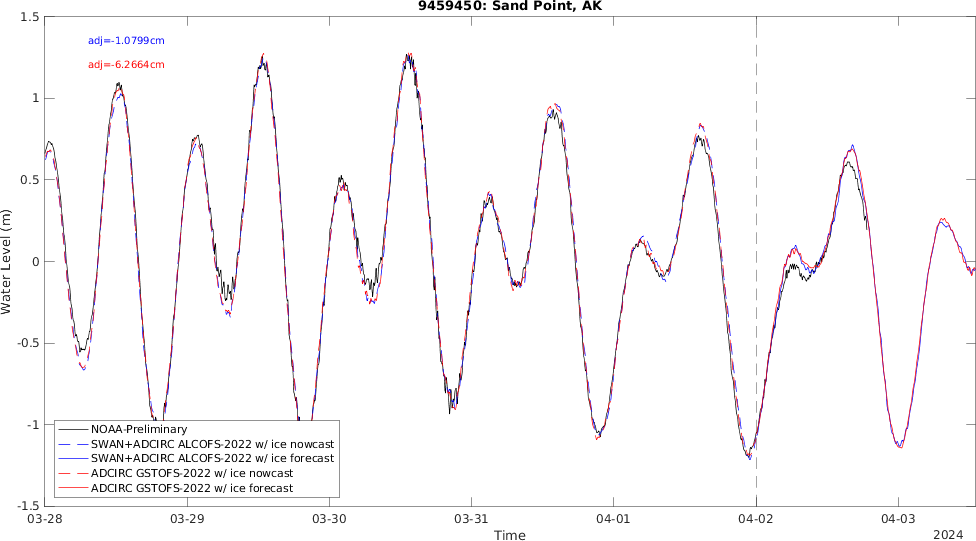 9459450: Sand Point, AK
adj=-1.0799cm
adj=-6.2664cm
Water Level (m)
1.5
1
0.5
0
-0.5
-1
-1.5
NOAA-Preliminary
SWAN+ADCIRC ALCOFS-2022 w/ ice nowcast
SWAN+ADCIRC ALCOFS-2022 w/ ice forecast
ADCIRC GSTOFS-2022 w/ ice nowcast
ADCIRC GSTOFS-2022 w/ ice forecast
03-28 03-29 03-30 03-31 04-01 04-02 04-03
Time
2024